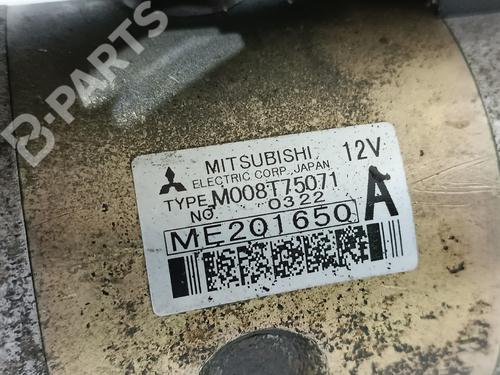 B-PARTS
MITSUBISHI 12V
ELECTRIC CORP. JAPAN
TYPE M008T75071
NO. 0322
ME201650 A